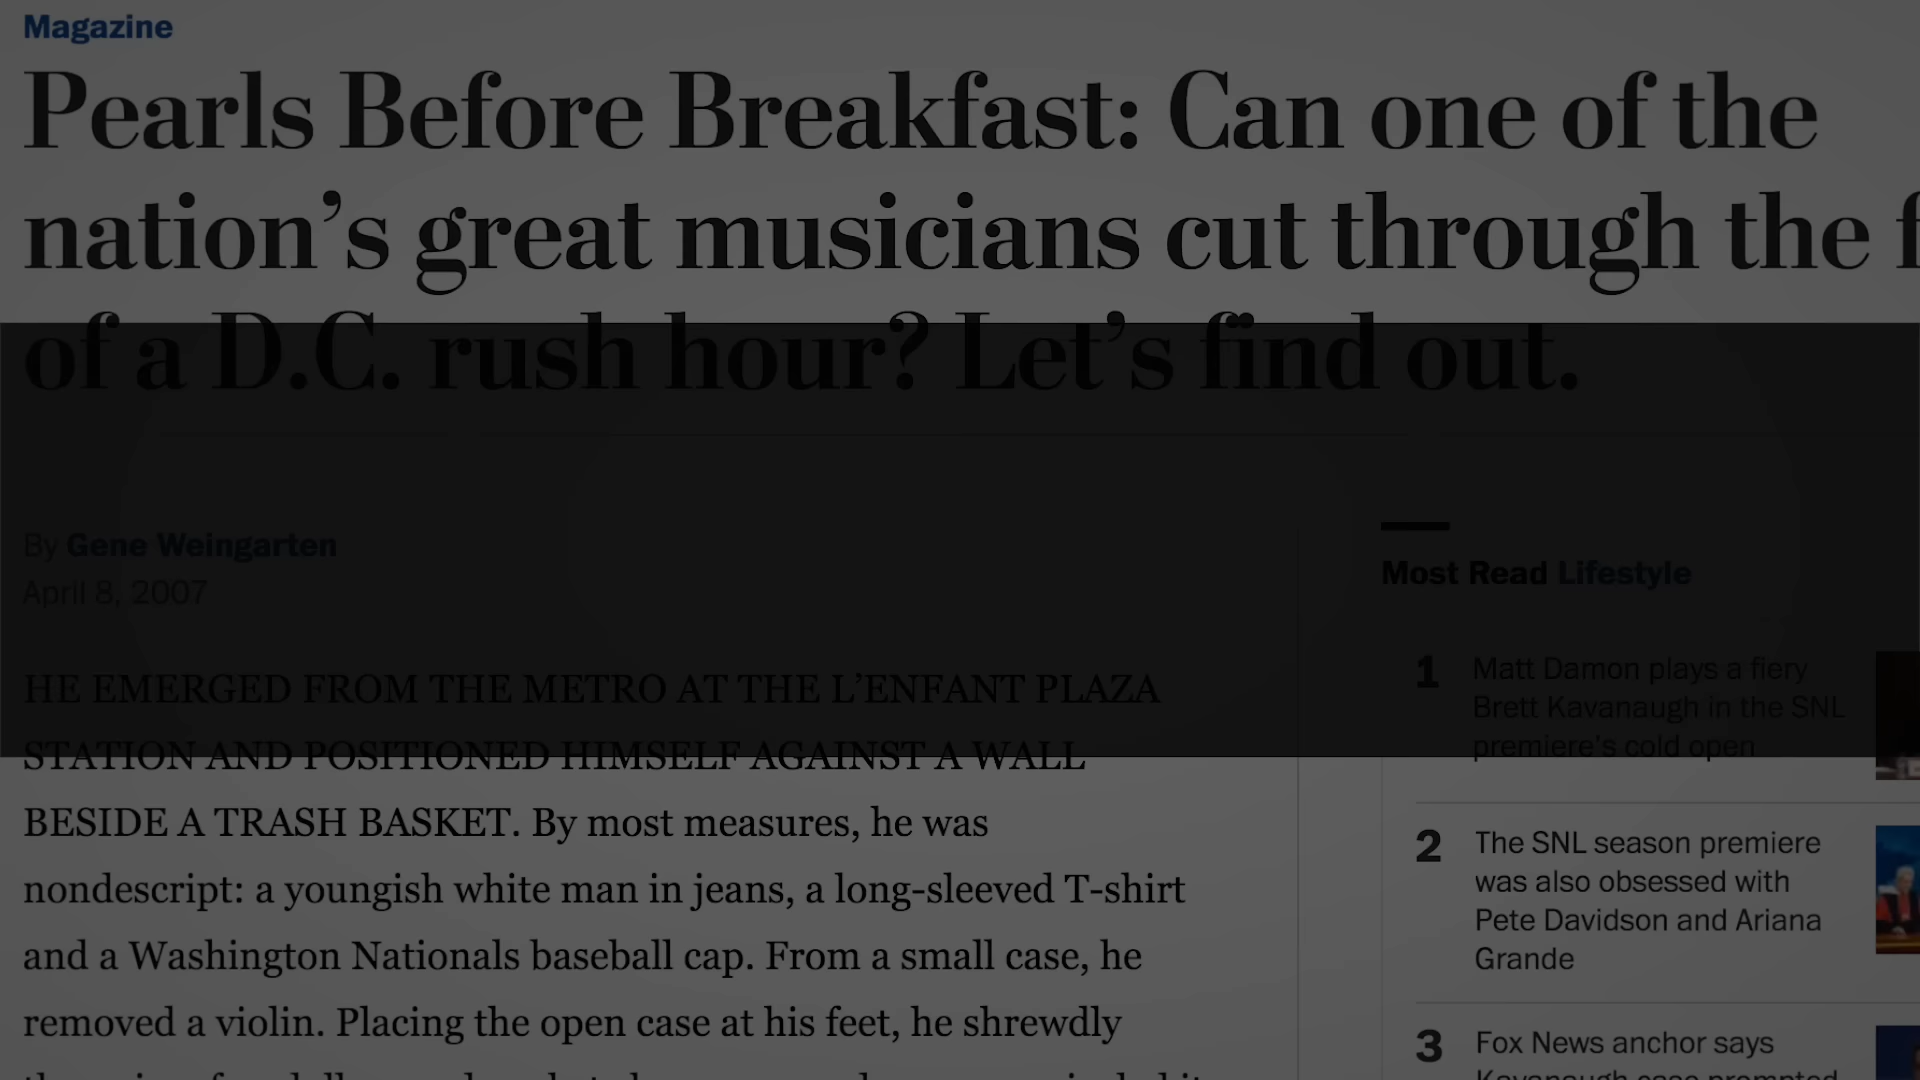 Magazine
Pearls Before Breakfast: Can one of the
nation’s great musicians cut through the f
of a D.C. rush hour? Let’s find out.
By Gene Weingarten
April 8, 2007
HE EMERGED FROM THE METRO AT THE L’ENFANT PLAZA
STATION AND POSITIONED HIMSELF AGAINST A WALL
BESIDE A TRASH BASKET. By most measures, he was
nondescript: a youngish white man in jeans, a long-sleeved T-shirt
and a Washington Nationals baseball cap. From a small case, he
removed a violin. Placing the open case at his feet, he shrewdly
Most Read Lifestyle
1 Matt Damon plays a fiery
Brett Kavanaugh in the SNL
premiere’s cold open
2 The SNL season premiere
was also obsessed with
Pete Davidson and Ariana
Grande
3 Fox News anchor says
Kavanaugh case prompted